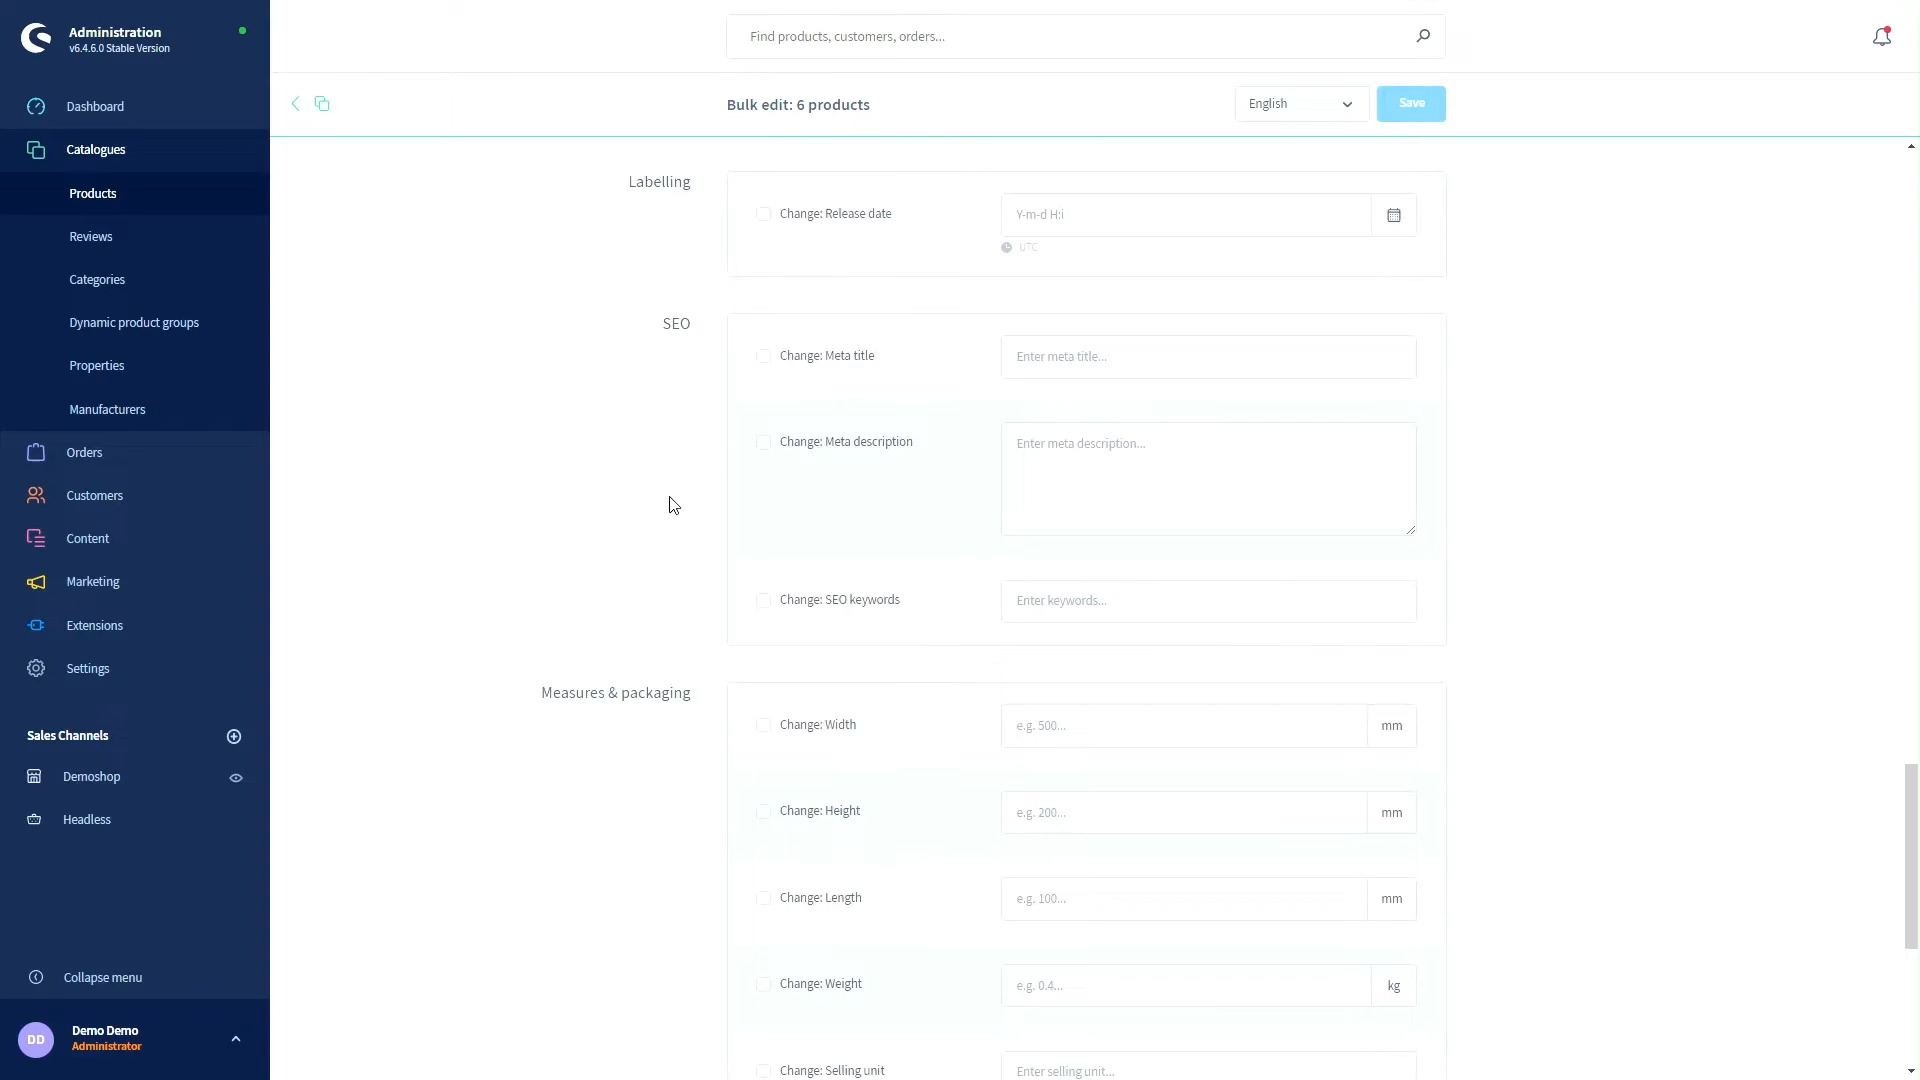 Administration
v6.4.6.0 Stable Version
Find products, customers, orders...
Bulk edit: 6 products
English
Save
Dashboard
Catalogues
Products
Reviews
Categories
Dynamic product groups
Properties
Manufacturers
Orders
Customers
Content
Marketing
Extensions
Settings
Sales Channels
Demoshop
Headless
Collapse menu
DD
Demo Demo
Administrator
Labelling
Change: Release date
Y-m-d H:i
UTC
SEO
Change: Meta title
Enter meta title...
Change: Meta description
Enter meta description...
Change: SEO keywords
Enter keywords...
Measures & packaging
Change: Width
e.g. 500...
mm
Change: Height
e.g. 200...
mm
Change: Length
e.g. 100...
mm
Change: Weight
e.g. 0.4...
kg
Change: Selling unit
Enter selling unit...